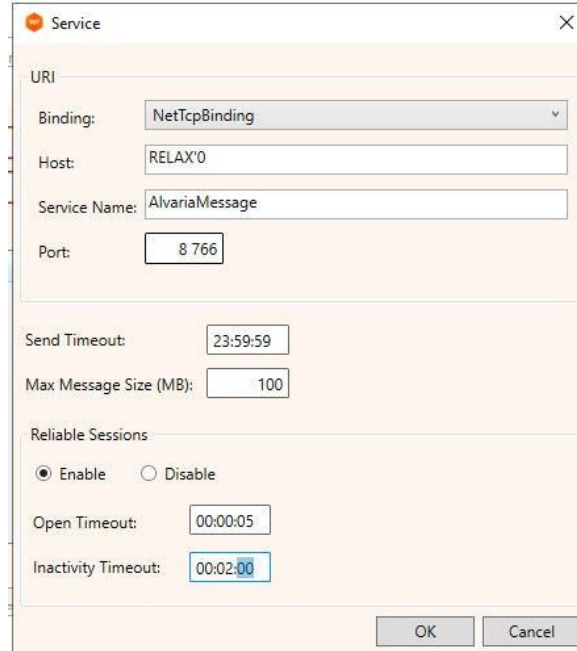 Service
URI
Binding: NetTcpBinding
Host: RELAX'0
Service Name: AlvariaMessage
Port: 8 766
Send Timeout: 23:59:59
Max Message Size (MB): 100
Reliable Sessions
Enable Disable
Open Timeout: 00:00:05
Inactivity Timeout: 00:02:00
OK Cancel